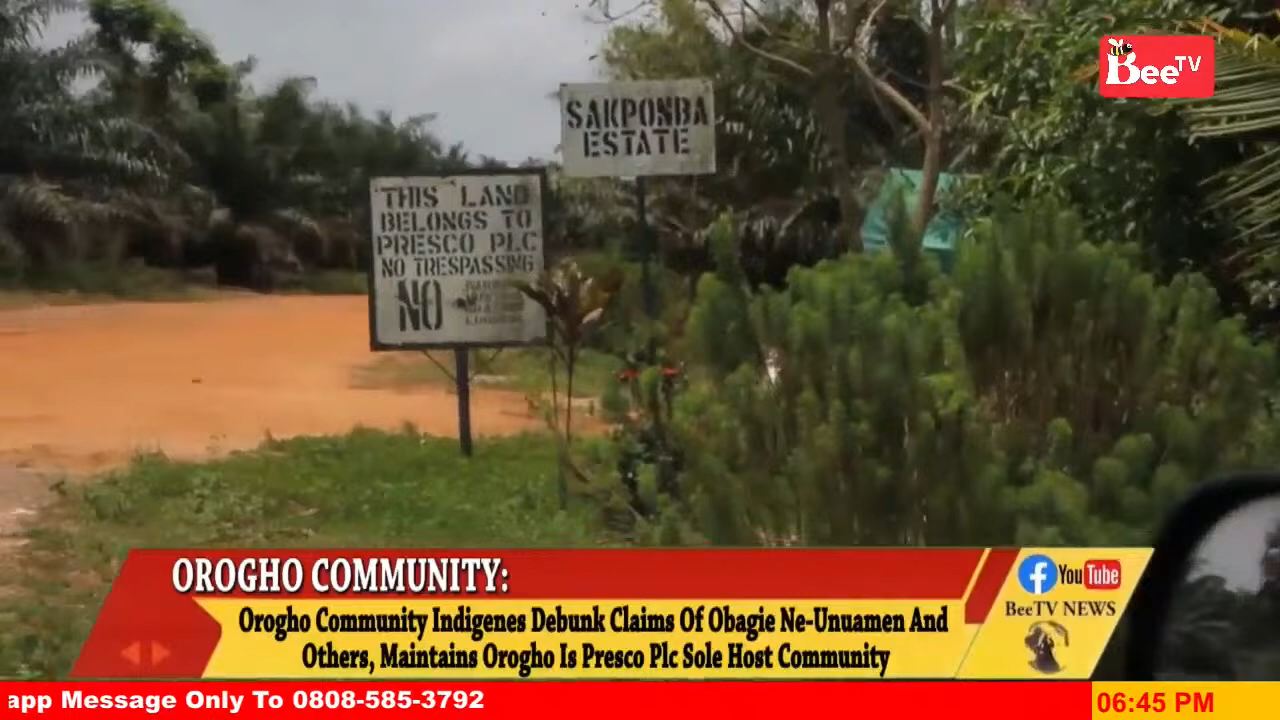 BeeTV
SAKPONBA
ESTATE
THIS LAND
BELONGS TO
PRESCO PLC
NO TRESPASSING
NO
OROGHO COMMUNITY:
Orogho Community Indigenes Debunk Claims Of Obagie Ne-Unuamen And
Others, Maintains Orogho Is Presco Plc Sole Host Community
f YouTube
BeeTV NEWS
app Message Only To 0808-585-3792
06:45 PM